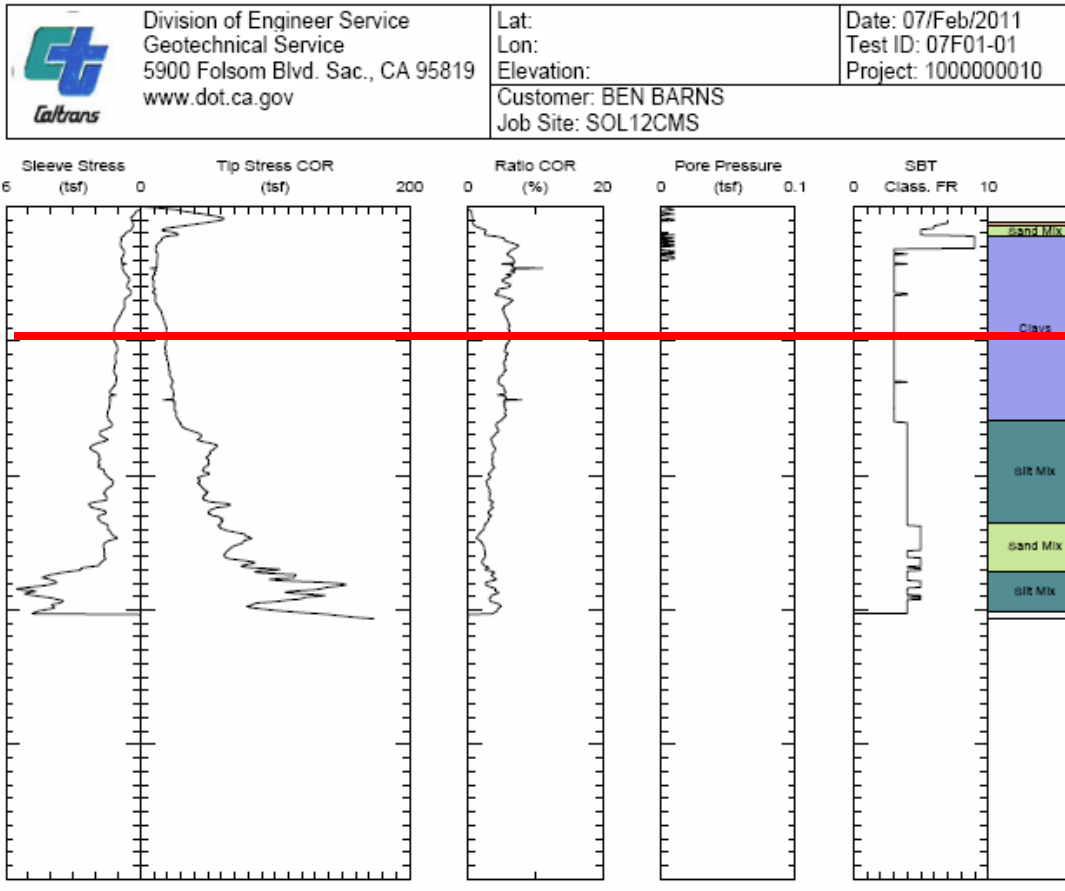 Caltrans
Division of Engineer Service
Geotechnical Service
5900 Folsom Blvd. Sac., CA 95819
www.dot.ca.gov
Lat:
Lon:
Elevation:
Customer: BEN BARNS
Job Site: SOL12CMS
Date: 07/Feb/2011
Test ID: 07F01-01
Project: 1000000010
Sleeve Stress
6 (tsf) 0
Tip Stress COR
(tsf) 200
Ratio COR
0 (%) 20
Pore Pressure
0 (tsf) 0.1
SBT
0 Class. FR 10
Sand Mix
Clays
Silt Mix
Sand Mix
Silt Mix